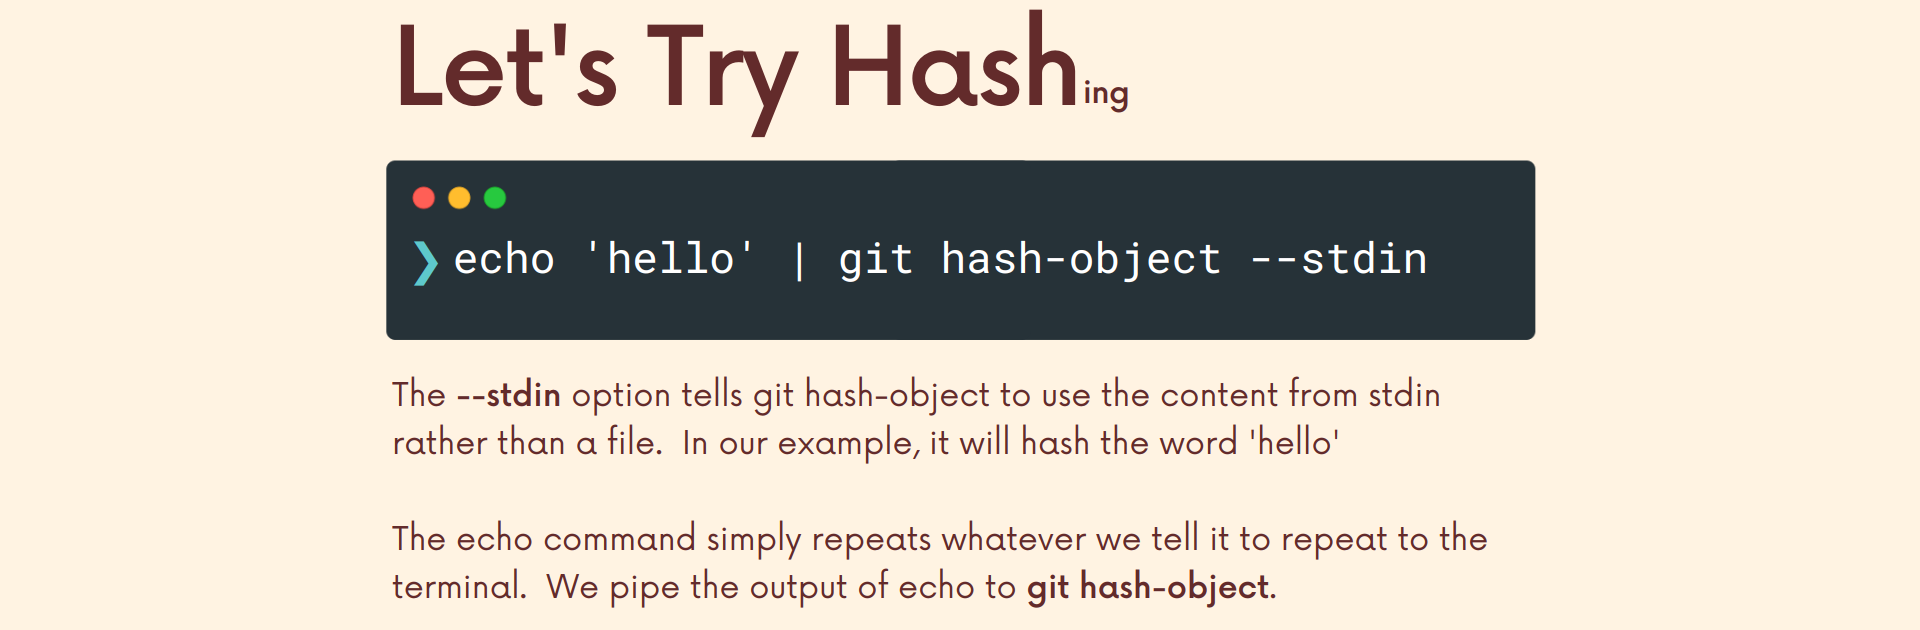 Let's Try Hashing
❯ echo 'hello' | git hash-object --stdin
The --stdin option tells git hash-object to use the content from stdin
rather than a file.  In our example, it will hash the word 'hello'
The echo command simply repeats whatever we tell it to repeat to the
terminal.  We pipe the output of echo to git hash-object.